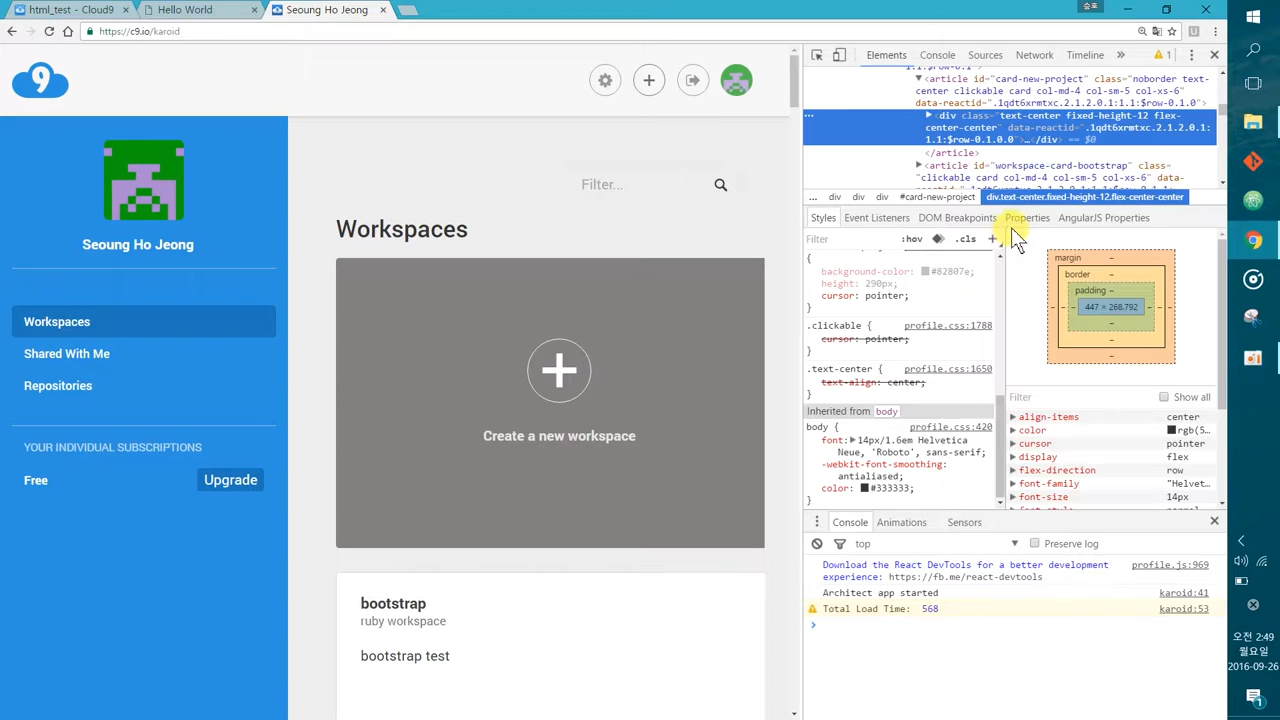 html_test - Cloud9
Hello World
Seoung Ho Jeong
승호
https://c9.io/karoid
9
Seoung Ho Jeong
Workspaces
Shared With Me
Repositories
YOUR INDIVIDUAL SUBSCRIPTIONS
Free
Upgrade
Filter...
Workspaces
Create a new workspace
bootstrap
ruby workspace
bootstrap test
Elements Console Sources Network Timeline » 1
▼<article id="card-new-project" class="noborder text-
center clickable card col-md-4 col-sm-5 col-xs-6"
data-reactid=".1qdt6xrmtxc.2.1.2.0.1:1.1:$row-0.1.0">
▶<div class="text-center fixed-height-12 flex-
center-center" data-reactid=".1qdt6xrmtxc.2.1.2.0.1:
1.1:$row-0.1.0.0">…</div> == $0
</article>
▶<article id="workspace-card-bootstrap" class=
"clickable card col-md-4 col-sm-5 col-xs-6" data-
... div div div #card-new-project div.text-center.fixed-height-12.flex-center-center
Styles Event Listeners DOM Breakpoints Properties AngularJS Properties
Filter :hov .cls +
{
background-color: #82807e;
height: 290px;
cursor: pointer;
}
.clickable { profile.css:1788
cursor: pointer;
}
.text-center { profile.css:1650
text-align: center;
}
Inherited from body
body { profile.css:420
font:▶14px/1.6em Helvetica
Neue, 'Roboto', sans-serif;
-webkit-font-smoothing:
antialiased;
color: #333333;
}
margin –
border –
padding –
– – – 447 × 268.792 – – –
–
–
–
Filter Show all
▶ align-items center
▶ color rgb(5…
▶ cursor pointer
▶ display flex
▶ flex-direction row
▶ font-family "Helvet…
▶ font-size 14px
Console Animations Sensors
top ▼ Preserve log
Download the React DevTools for a better development profile.js:969
experience: https://fb.me/react-devtools
Architect app started karoid:41
Total Load Time: 568 karoid:53
오전 2:49
월요일
2016-09-26
1